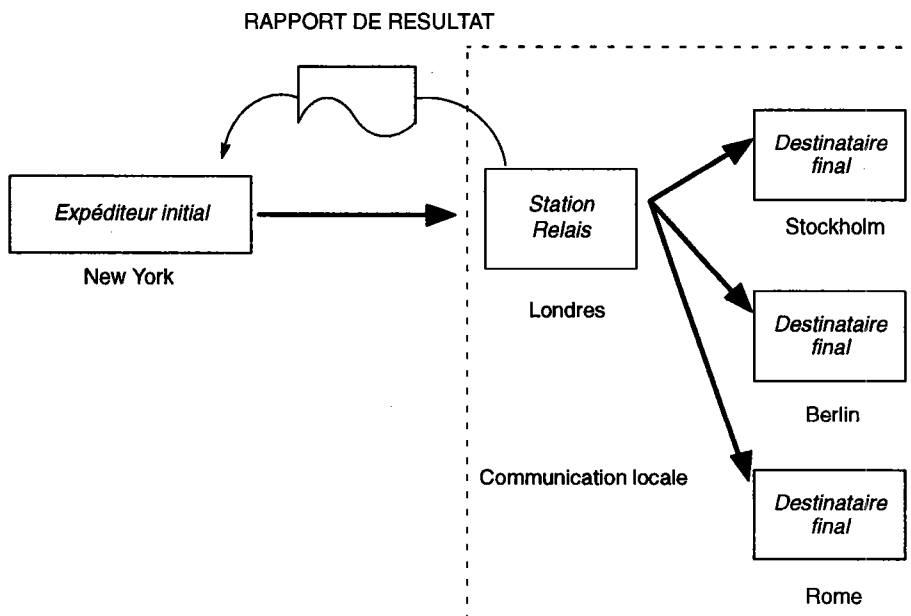 RAPPORT DE RESULTAT
Expéditeur initial
New York
Station
Relais
Londres
Destinataire
final
Stockholm
Destinataire
final
Berlin
Communication locale
Destinataire
final
Rome